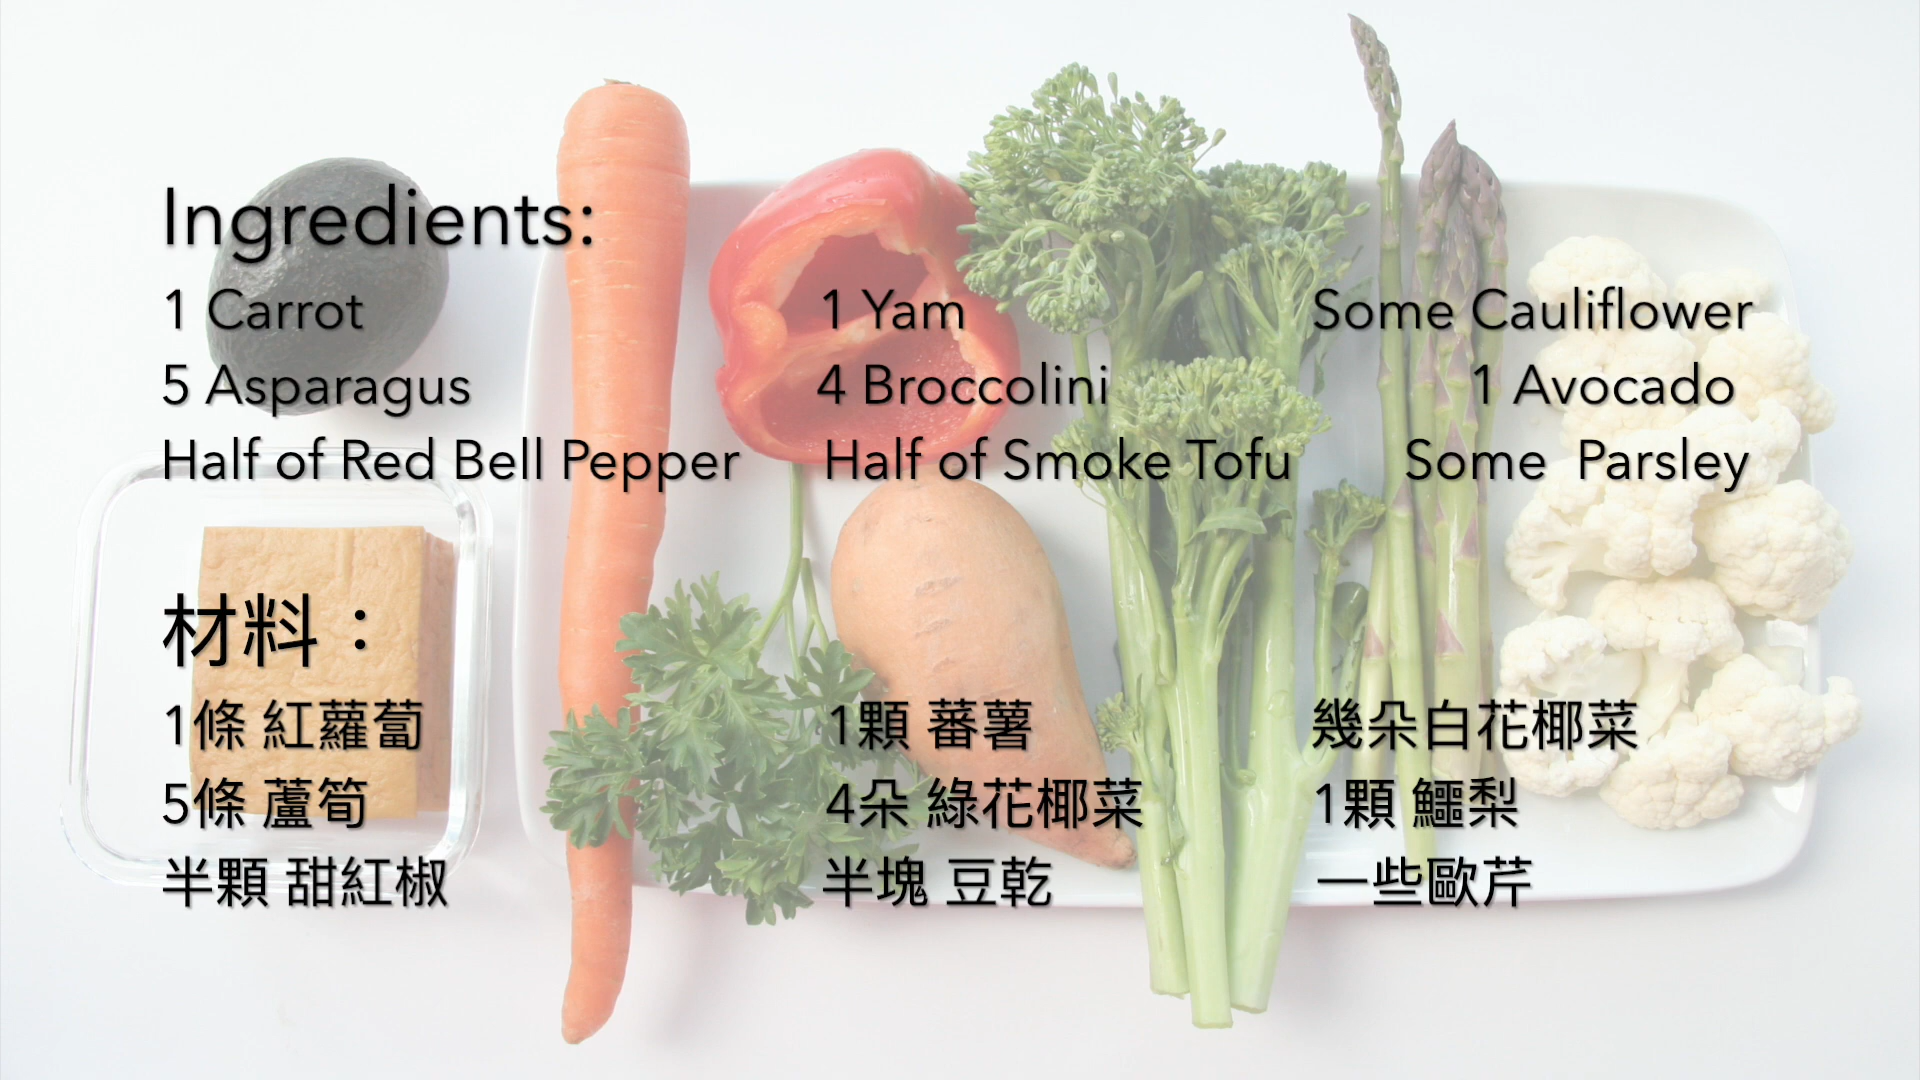 Ingredients:
1 Carrot 1 Yam Some Cauliflower
5 Asparagus 4 Broccolini 1 Avocado
Half of Red Bell Pepper Half of Smoke Tofu Some Parsley
材料：
1條 紅蘿蔔 1顆 蕃薯 幾朵白花椰菜
5條 蘆筍 4朵 綠花椰菜 1顆 鱷梨
半顆 甜紅椒 半塊 豆乾 一些歐芹